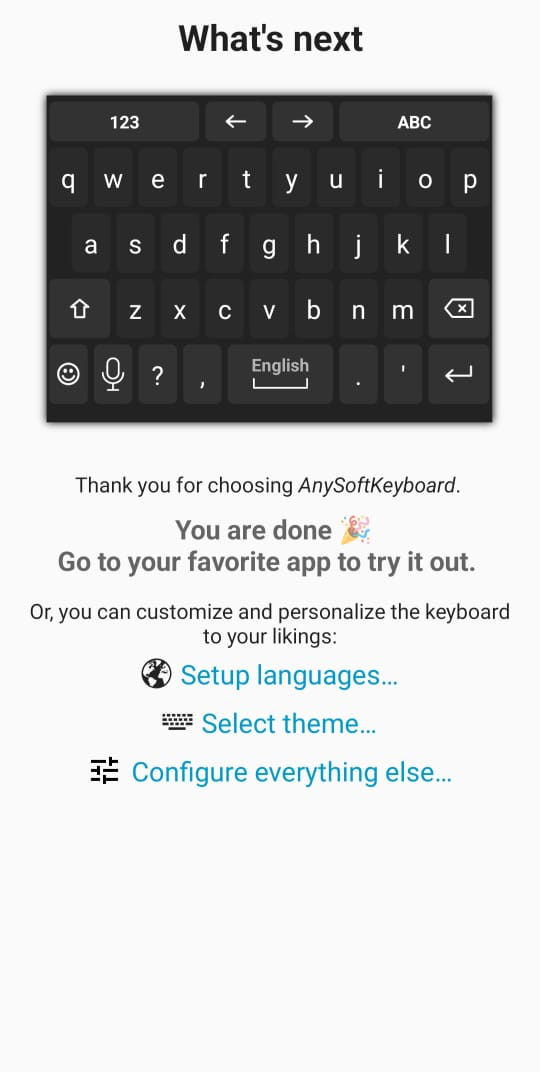 What's next
123 ← → ABC
q w e r t y u i o p
a s d f g h j k l
z x c v b n m
? , English . '
Thank you for choosing AnySoftKeyboard.
You are done 🎉
Go to your favorite app to try it out.
Or, you can customize and personalize the keyboard
to your likings:
Setup languages...
Select theme...
Configure everything else...